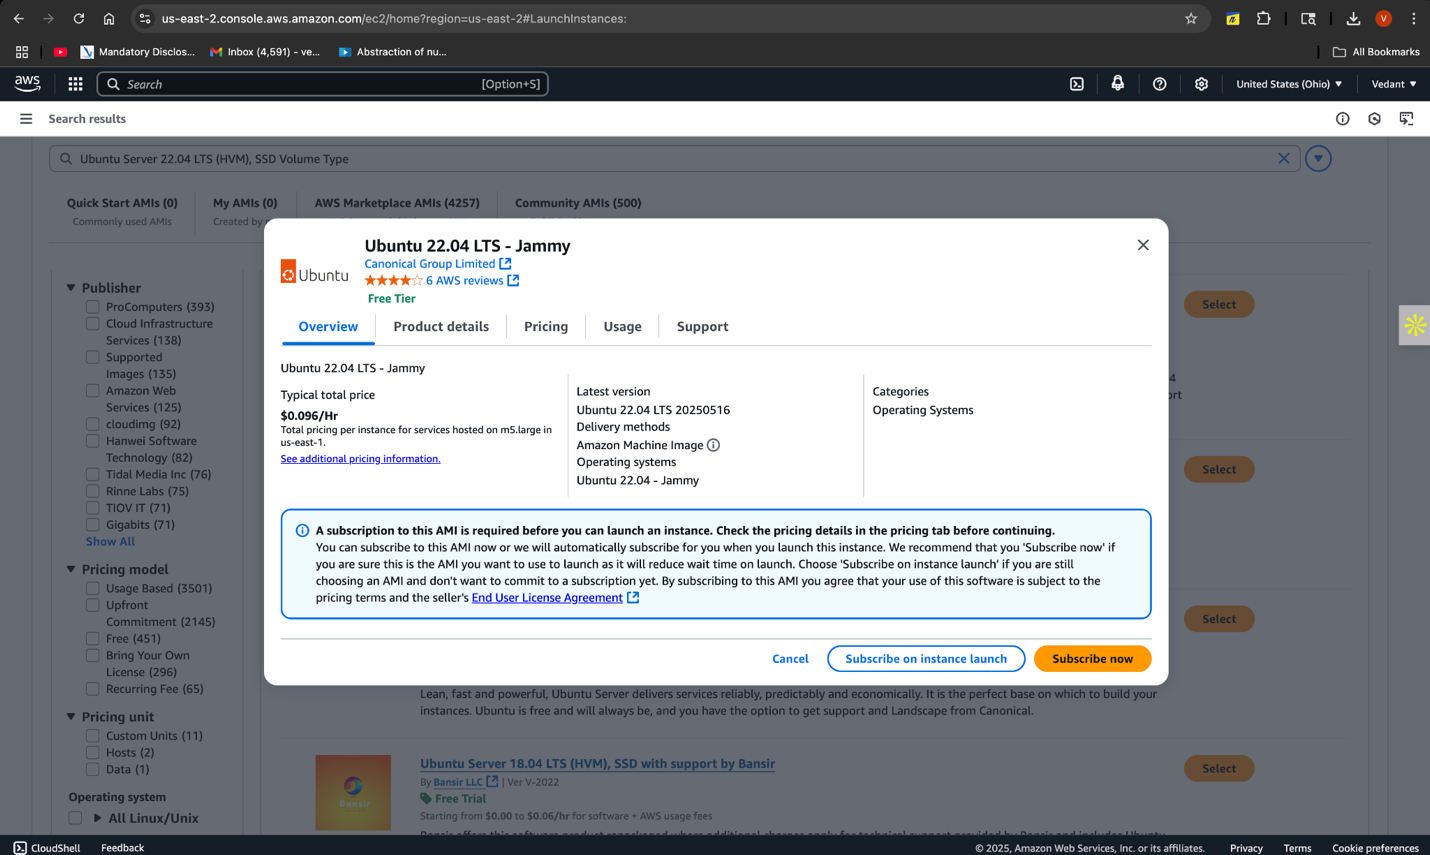 us-east-2.console.aws.amazon.com/ec2/home?region=us-east-2#LaunchInstances:
V
Mandatory Disclos...
Inbox (4,591) - ve...
Abstraction of nu...
All Bookmarks
aws
Search
[Option+S]
United States (Ohio)
Vedant
Search results
Ubuntu Server 22.04 LTS (HVM), SSD Volume Type
Quick Start AMIs (0)
Commonly used AMIs
My AMIs (0)
Created by
AWS Marketplace AMIs (4257)
Community AMIs (500)
Publisher
ProComputers (393)
Cloud Infrastructure
Services (138)
Supported
Images (135)
Amazon Web
Services (125)
cloudimg (92)
Hanwei Software
Technology (82)
Tidal Media Inc (76)
Rinne Labs (75)
TIOV IT (71)
Gigabits (71)
Show All
Pricing model
Usage Based (3501)
Upfront
Commitment (2145)
Free (451)
Bring Your Own
License (296)
Recurring Fee (65)
Pricing unit
Custom Units (11)
Hosts (2)
Data (1)
Operating system
All Linux/Unix
Ubuntu
Ubuntu 22.04 LTS - Jammy
Canonical Group Limited
6 AWS reviews
Free Tier
Overview
Product details
Pricing
Usage
Support
Ubuntu 22.04 LTS - Jammy
Typical total price
$0.096/Hr
Total pricing per instance for services hosted on m5.large in
us-east-1.
See additional pricing information.
Latest version
Ubuntu 22.04 LTS 20250516
Delivery methods
Amazon Machine Image
Operating systems
Ubuntu 22.04 - Jammy
Categories
Operating Systems
A subscription to this AMI is required before you can launch an instance. Check the pricing details in the pricing tab before continuing.
You can subscribe to this AMI now or we will automatically subscribe for you when you launch this instance. We recommend that you 'Subscribe now' if
you are sure this is the AMI you want to use to launch as it will reduce wait time on launch. Choose 'Subscribe on instance launch' if you are still
choosing an AMI and don't want to commit to a subscription yet. By subscribing to this AMI you agree that your use of this software is subject to the
pricing terms and the seller's End User License Agreement
Cancel
Subscribe on instance launch
Subscribe now
Select
4
Select
Select
Lean, fast and powerful, Ubuntu Server delivers services reliably, predictably and economically. It is the perfect base on which to build your
instances. Ubuntu is free and will always be, and you have the option to get support and Landscape from Canonical.
Bansir
Ubuntu Server 18.04 LTS (HVM), SSD with support by Bansir
By Bansir LLC | Ver V-2022
Free Trial
Starting from $0.00 to $0.06/hr for software + AWS usage fees
Select
CloudShell
Feedback
© 2025, Amazon Web Services, Inc. or its affiliates.
Privacy
Terms
Cookie preferences